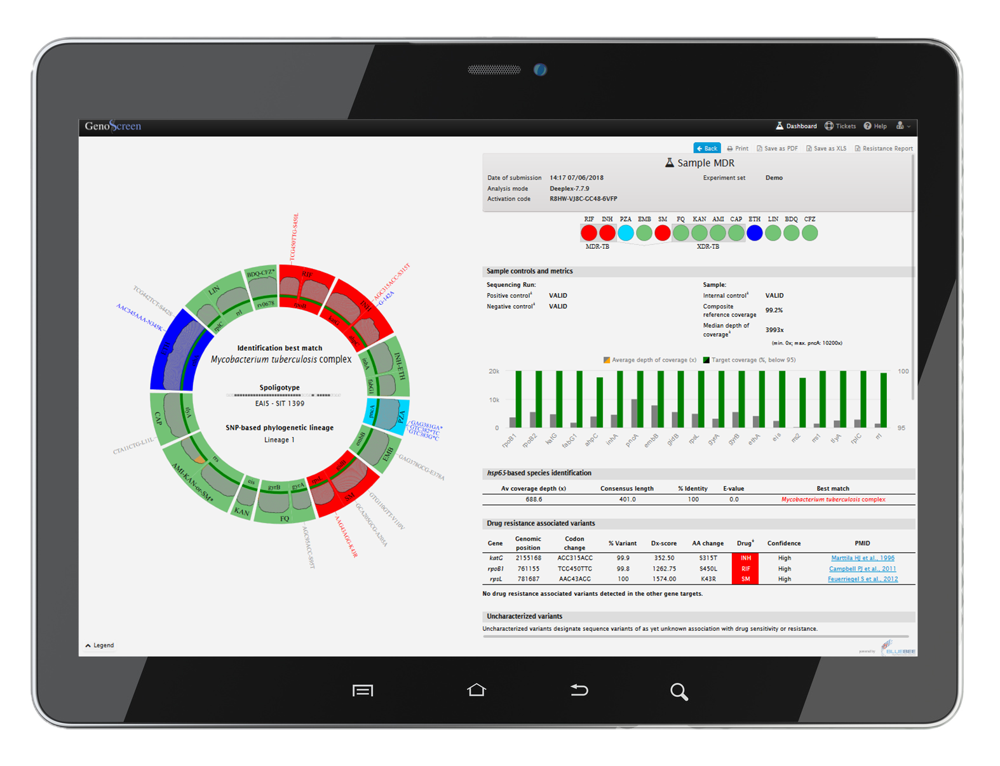 GenoScreen
Dashboard
Tickets
Help
Back
Print
Save as PDF
Save as XLS
Resistance Report
Sample MDR
Date of submission 14:17 07/06/2018
Experiment set Demo
Analysis mode Deeplex-7.7.9
Activation code R8HW-VJ8C-GC48-6VFP
RIF INH PZA EMB SM FQ KAN AMI CAP ETH LIN BDQ CFZ
MDR-TB XDR-TB
Sample controls and metrics
Sequencing Run:
Positive control VALID
Negative control VALID
Sample:
Internal control VALID
Composite
reference coverage 99.2%
Median depth of
coverage 3993x
(min. 0x; max. pncA: 10200x)
Average depth of coverage (x)
Target coverage (%, below 95)
20k
10k
0
100
95
rpoB1 rpoB2 katG fabG1 ahpC inhA pncA embB gidB rpsL gyrA gyrB ethA eis rrs2 rrs1 tlyA rplC rrl
hsp65-based species identification
Av coverage depth (x) Consensus length % Identity E-value Best match
688.6 401.0 100 0.0 Mycobacterium tuberculosis complex
Drug resistance associated variants
Gene Genomic position Codon change % Variant Dx-score AA change Drug Confidence PMID
katG 2155168 AGC315ACC 99.9 352.50 S315T INH High Marttila HJ et al., 1996
rpoB1 761155 TCG450TTG 99.8 1262.75 S450L RIF High Campbell PJ et al., 2011
rpsL 781687 AAG43AGG 100 1574.00 K43R SM High Feuerriegel S et al., 2012
No drug resistance associated variants detected in the other gene targets.
Uncharacterized variants
Uncharacterized variants designate sequence variants of as yet unknown association with drug sensitivity or resistance.
powered by
BLUEBEE
Legend
Identification best match
Mycobacterium tuberculosis complex
Spoligotype
EAI5 - SIT 1399
SNP-based phylogenetic lineage
Lineage 1
TCG450TTG-S450L
AGC315ACC-S315T
G-142A
GAG381GA*
GTC382*TC
GTC383G*C
GAG378GCG-E378A
GTG110GTT-V110V
GCA205GCG-A205A
AAG43AGG-K43R
AGC95ACC-S95T
CTA11CTG-L11L
AAC345AAA-N345K
TCG442TCT-S442S
RIF
rpoB
INH
katG
ahpC
INH-ETH
inhA
fabG1
PZA
pncA
EMB
embB
SM
gidB
rpsL
FQ
gyrA
gyrB
KAN
eis
AMI-KAN-or-SM*
rrs
CAP
tlyA
ETH
LIN
rplC
rrl
BDQ-CFZ*
rv0678